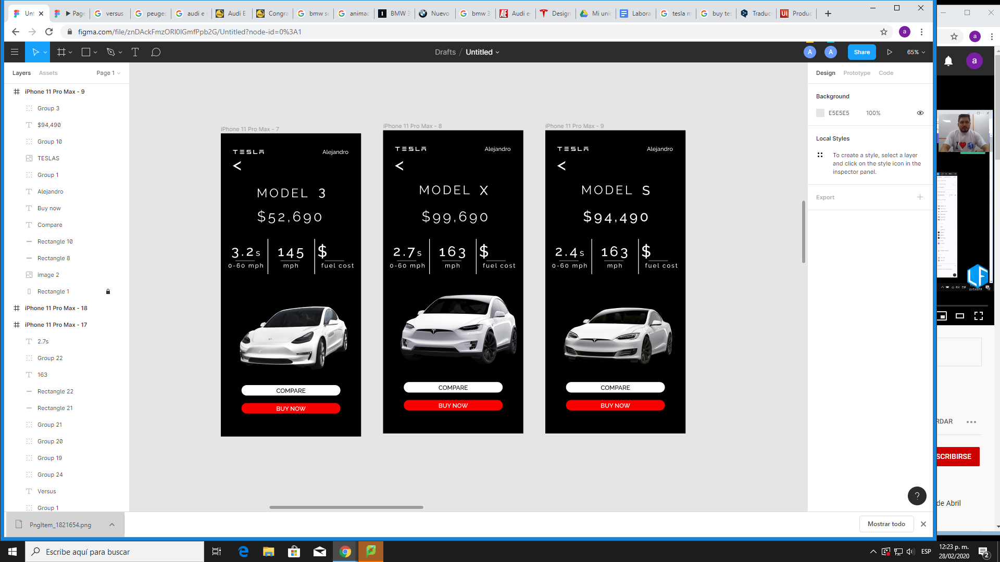 Unt
Page
versus
peugec
audi e
Audi E
Congra
bmw se
animac
BMW 3
Nuevo
bmw 3
Audi e
Design
Mi unic
Labora
tesla m
buy tes
Traduc
Produc
figma.com/file/znDAckFmzORl0lGmfPpb2G/Untitled?node-id=0%3A1
a
a
Drafts / Untitled
A
A
Share
65%
a
Layers
Assets
Page 1
Design
Prototype
Code
iPhone 11 Pro Max - 9
Group 3
$94,490
Group 10
TESLAS
Group 1
Alejandro
Buy now
Compare
Rectangle 10
Rectangle 8
image 2
Rectangle 1
iPhone 11 Pro Max - 18
iPhone 11 Pro Max - 17
2.7s
Group 22
163
Rectangle 22
Rectangle 21
Group 21
Group 20
Group 19
Group 24
Versus
Group 1
iPhone 11 Pro Max - 7
TESLA
Alejandro
<
MODEL 3
$52,690
3.2s
145
$
0-60 mph
mph
fuel cost
COMPARE
BUY NOW
iPhone 11 Pro Max - 8
TESLA
Alejandro
<
MODEL X
$99,690
2.7s
163
$
0-60 mph
mph
fuel cost
COMPARE
BUY NOW
iPhone 11 Pro Max - 9
TESLA
Alejandro
<
MODEL S
$94,490
2.4s
163
$
0-60 mph
mph
fuel cost
COMPARE
BUY NOW
Background
E5E5E5
100%
Local Styles
To create a style, select a layer
and click on the style icon in the
inspector panel.
Export
?
I
LF
RDAR
SCRIBIRSE
de Abril
PngItem_1821654.png
Mostrar todo
Escribe aquí para buscar
ESP
12:23 p. m.
28/02/2020
2